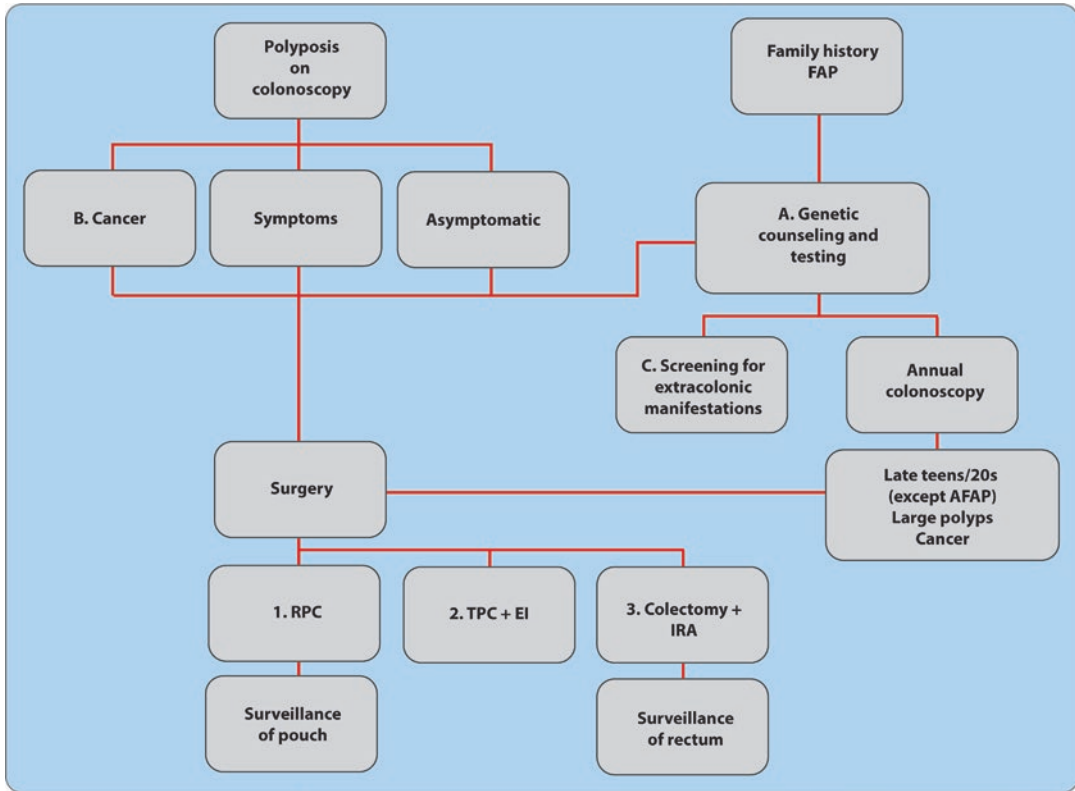 Polyposis
on
colonoscopy
Family history
FAP
B. Cancer
Symptoms
Asymptomatic
A. Genetic
counseling and
testing
C. Screening for
extracolonic
manifestations
Annual
colonoscopy
Surgery
Late teens/20s
(except AFAP)
Large polyps
Cancer
1. RPC
2. TPC + EI
3. Colectomy +
IRA
Surveillance
of pouch
Surveillance
of rectum